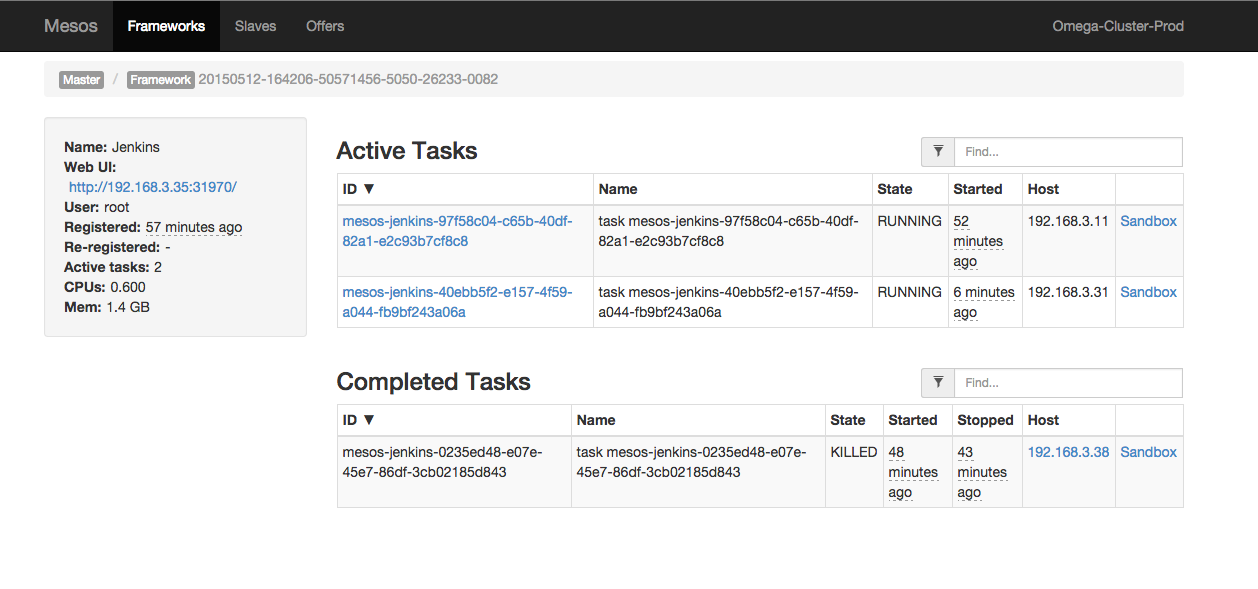 Mesos Frameworks Slaves Offers Omega-Cluster-Prod
Master / Framework 20150512-164206-50571456-5050-26233-0082
Name: Jenkins
Web UI:
http://192.168.3.35:31970/
User: root
Registered: 57 minutes ago
Re-registered: -
Active tasks: 2
CPUs: 0.600
Mem: 1.4 GB
Active Tasks
Find...
ID ▼ Name State Started Host
mesos-jenkins-97f58c04-c65b-40df- task mesos-jenkins-97f58c04-c65b-40df- RUNNING 52 192.168.3.11 Sandbox
82a1-e2c93b7cf8c8 82a1-e2c93b7cf8c8 minutes
ago
mesos-jenkins-40ebb5f2-e157-4f59- task mesos-jenkins-40ebb5f2-e157-4f59- RUNNING 6 minutes 192.168.3.31 Sandbox
a044-fb9bf243a06a a044-fb9bf243a06a ago
Completed Tasks
Find...
ID ▼ Name State Started Stopped Host
mesos-jenkins-0235ed48-e07e- task mesos-jenkins-0235ed48-e07e- KILLED 48 43 192.168.3.38 Sandbox
45e7-86df-3cb02185d843 45e7-86df-3cb02185d843 minutes minutes
ago ago